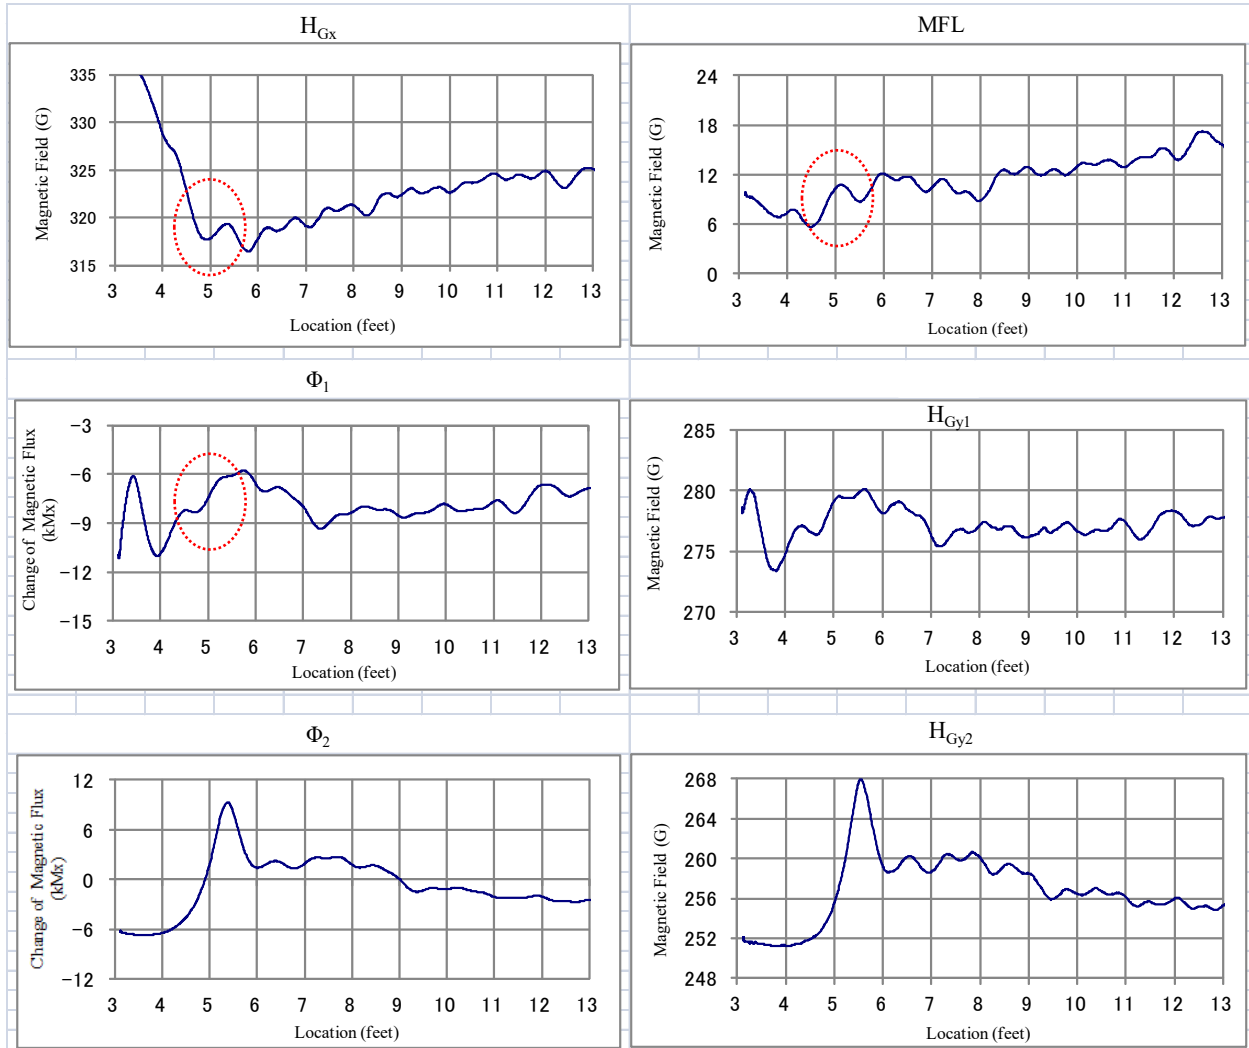 H_Gx
335
330
325
320
315
Magnetic Field (G)
3 4 5 6 7 8 9 10 11 12 13
Location (feet)
MFL
24
18
12
6
0
Magnetic Field (G)
3 4 5 6 7 8 9 10 11 12 13
Location (feet)
Φ_1
−3
−6
−9
−12
−15
Change of Magnetic Flux
(kMx)
3 4 5 6 7 8 9 10 11 12 13
Location (feet)
H_Gy1
285
280
275
270
Magnetic Field (G)
3 4 5 6 7 8 9 10 11 12 13
Location (feet)
Φ_2
12
6
0
−6
−12
Change of Magnetic Flux
(kMx)
3 4 5 6 7 8 9 10 11 12 13
Location (feet)
H_Gy2
268
264
260
256
252
248
Magnetic Field (G)
3 4 5 6 7 8 9 10 11 12 13
Location (feet)